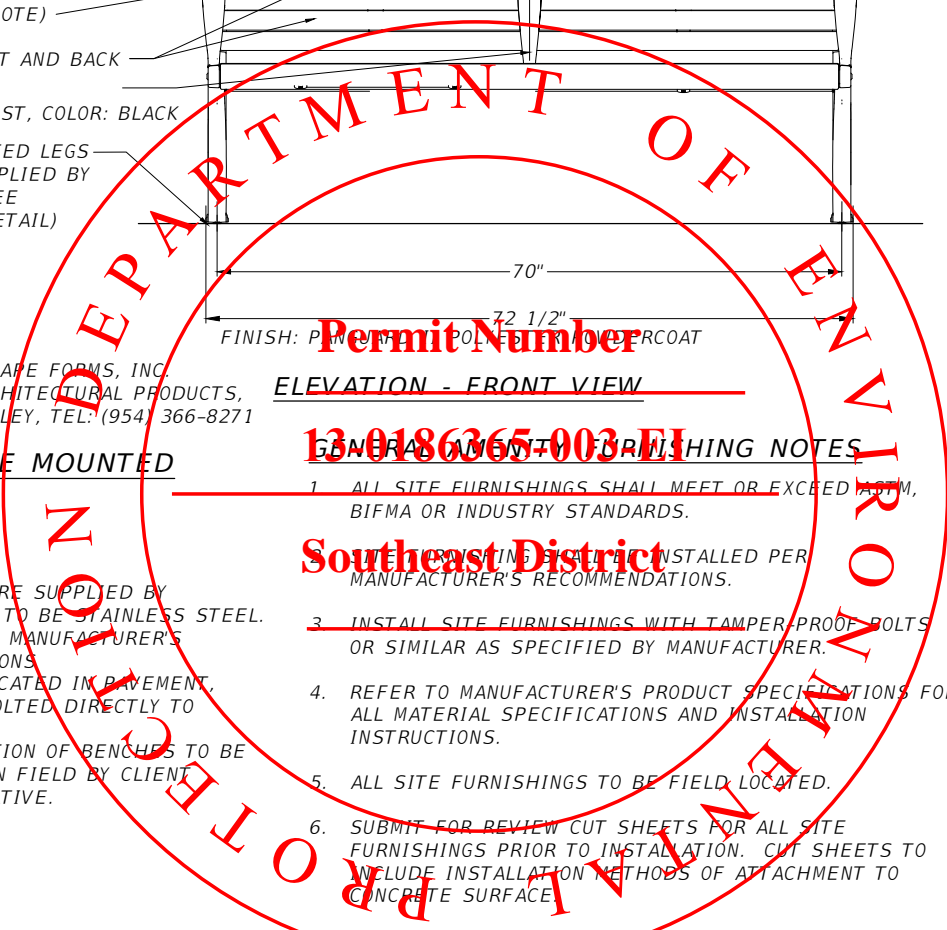 OTE)
T AND BACK
ST, COLOR: BLACK
ED LEGS
PPLIED BY
EE
ETAIL)
70"
72 1/2"
FINISH: PANGARD II POLYESTER POWDERCOAT
ELEVATION - FRONT VIEW
APE FORMS, INC.
HITECTURAL PRODUCTS,
LEY, TEL: (954) 366-8271
E MOUNTED
RE SUPPLIED BY
TO BE STAINLESS STEEL.
MANUFACTURER'S
ONS
CATED IN PAVEMENT,
OLTED DIRECTLY TO
TION OF BENCHES TO BE
N FIELD BY CLIENT
TIVE.
GENERAL AMENITY FURNISHING NOTES
1. ALL SITE FURNISHINGS SHALL MEET OR EXCEED ASTM,
BIFMA OR INDUSTRY STANDARDS.
2. SITE FURNISHING SHALL BE INSTALLED PER
MANUFACTURER'S RECOMMENDATIONS.
3. INSTALL SITE FURNISHINGS WITH TAMPER-PROOF BOLTS
OR SIMILAR AS SPECIFIED BY MANUFACTURER.
4. REFER TO MANUFACTURER'S PRODUCT SPECIFICATIONS FO
ALL MATERIAL SPECIFICATIONS AND INSTALLATION
INSTRUCTIONS.
5. ALL SITE FURNISHINGS TO BE FIELD LOCATED.
6. SUBMIT FOR REVIEW CUT SHEETS FOR ALL SITE
FURNISHINGS PRIOR TO INSTALLATION. CUT SHEETS TO
INCLUDE INSTALLATION METHODS OF ATTACHMENT TO
CONCRETE SURFACE.
DEPARTMENT OF ENVIRONMENTAL PROTECTION
Permit Number
13-0186365-003-EI
Southeast District